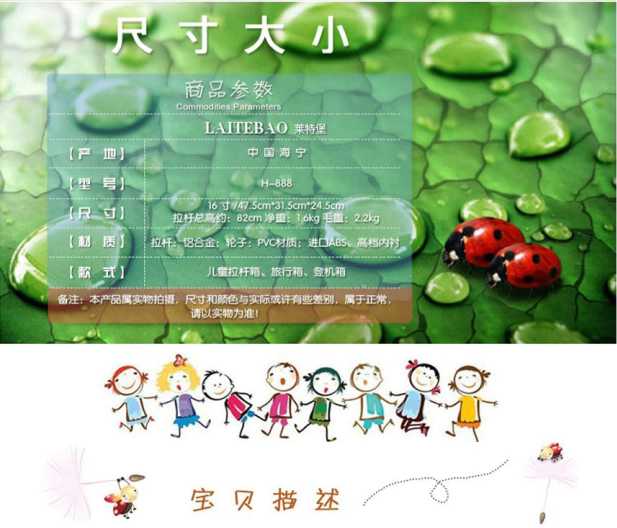 尺寸大小
商品参数
Commodities Parameters
LAITEBAO 莱特堡
【产 地】 中国海宁
【型 号】 H-888
【尺 寸】 16寸/47.5cm*31.5cm*24.5cm
拉杆总高约：82cm 净重：1.6kg 毛重：2.2kg
【材 质】 拉杆：铝合金；轮子：PVC材质；进口ABS、高档内衬
【款 式】 儿童拉杆箱、旅行箱、登机箱
备注：本产品属实物拍摄，尺寸和颜色与实际或许有些差别，属于正常，
请以实物为准！
宝贝描述